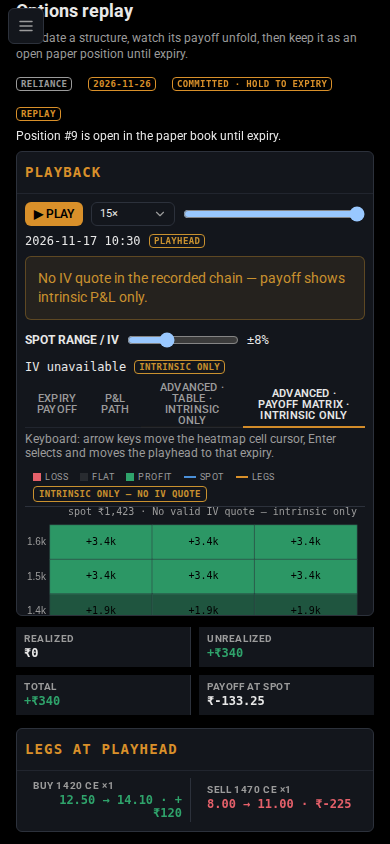 Options replay
date a structure, watch its payoff unfold, then keep it as an
open paper position until expiry.
RELIANCE 2026-11-26 COMMITTED · HOLD TO EXPIRY
REPLAY
Position #9 is open in the paper book until expiry.
PLAYBACK
▶ PLAY 15×
2026-11-17 10:30 PLAYHEAD
No IV quote in the recorded chain — payoff shows
intrinsic P&L only.
SPOT RANGE / IV ±8%
IV unavailable INTRINSIC ONLY
EXPIRY
PAYOFF
P&L
PATH
ADVANCED ·
TABLE ·
INTRINSIC
ONLY
ADVANCED ·
PAYOFF MATRIX ·
INTRINSIC ONLY
Keyboard: arrow keys move the heatmap cell cursor, Enter
selects and moves the playhead to that expiry.
LOSS FLAT PROFIT SPOT LEGS
INTRINSIC ONLY — NO IV QUOTE
spot ₹1,423 · No valid IV quote — intrinsic only
1.6k +3.4k +3.4k +3.4k
1.5k +3.4k +3.4k +3.4k
1.4k +1.9k +1.9k +1.9k
REALIZED
₹0
UNREALIZED
+₹340
TOTAL
+₹340
PAYOFF AT SPOT
₹-133.25
LEGS AT PLAYHEAD
BUY 1420 CE ×1
12.50 → 14.10 · +
₹120
SELL 1470 CE ×1
8.00 → 11.00 · ₹-225